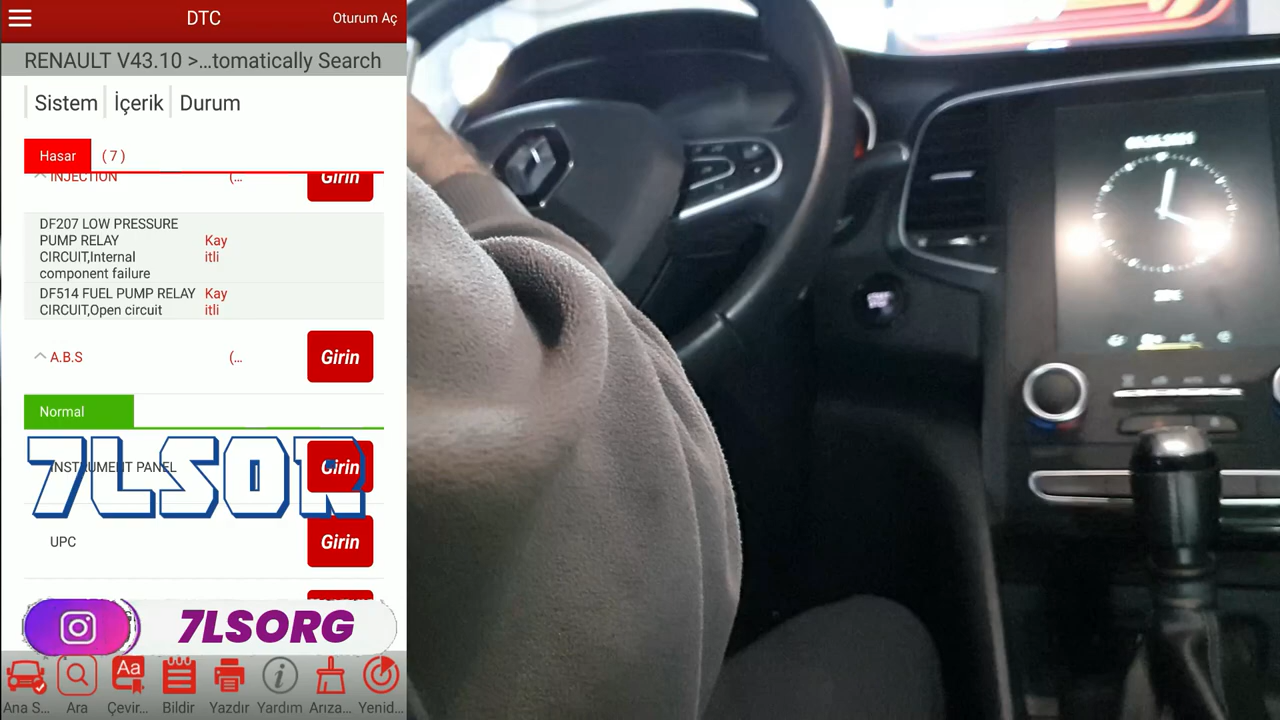 DTC
Oturum Aç
RENAULT V43.10 >...tomatically Search
Sistem
İçerik
Durum
Hasar
( 7 )
INJECTION
(...
Girin
DF207 LOW PRESSURE
PUMP RELAY
CIRCUIT,Internal
component failure
Kay
itli
DF514 FUEL PUMP RELAY
CIRCUIT,Open circuit
Kay
itli
A.B.S
(...
Girin
Normal
INSTRUMENT PANEL
Girin
7LSOR
UPC
Girin
7LSORG
Ana S...
Ara
Çevir...
Bildir
Yazdır
Yardım
Arıza...
Yenid...